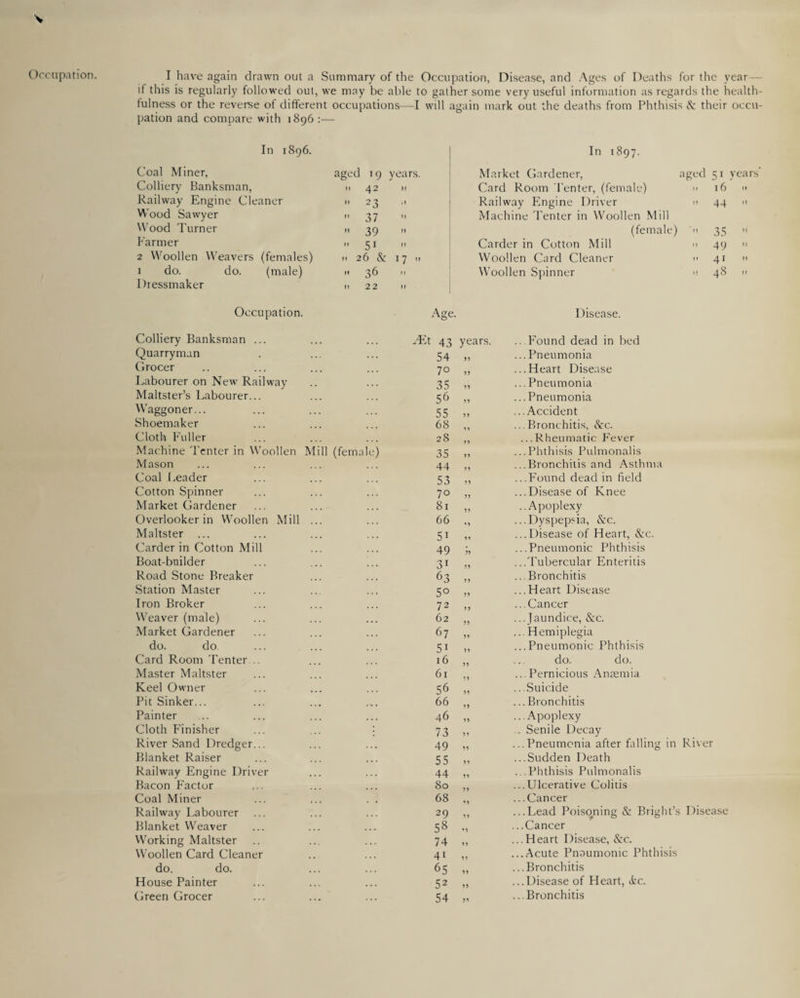 Occupation.
I have again drawn out a Summary of the Occupation, Disease, and Ages of Deaths for the year—
if this is regularly followed out, we may be able to gather some very useful information as regards the health-
fulness or the reverse of different occupations—I will again mark out the deaths from Phthisis & their occu-
pation and compare with 1896 :—
In 1896.
Coal Miner, aged 19 years.
Colliery Banksman, " 42 "
Railway Engine Cleaner " 23 "
Wood Sawyer " 37 "
Wood Turner " 39 "
Farmer " 51 "
2 Woollen Weavers (females) " 26 & 17 "
1 do. do. (male) " 36 "
Dressmaker " 22 "
In 1897.
Market Gardener, aged 51 years
Card Room Tenter, (female) " 16 "
Railway Engine Driver " 44 "
Machine Tenter in Woollen Mill
(female) " 35 "
Carder in Cotton Mill " 49 "
Woollen Card Cleaner " 41 "
Woollen Spinner " 48 "
Occupation. Age. Disease.
Colliery Banksman ... Æt 43 years. ... Found dead in bed
Quarryman ... 54 ,, ...Pneumonia
Grocer ... 70 ,, ...Heart Disease
Labourer on New Railway ... 35 ,, ...Pneumonia
Maltster's Labourer... 56 ,, ...Pneumonia
Waggoner... 55 ,, ...Accident
Shoemaker ... 68 ,, ...Bronchitis, &c.
Cloth Fuller ... 28 ,, ...Rheumatic Fever
Machine Tenter in Woollen Mill (female) 35 ,, ...Phthisis Pulmonalis
Mason ... 44 ,, ...Bronchitis and Asthma
Coal Leader ... 53 ,, ...Found dead in field
Cotton Spinner ... 70 ,, ...Disease of Knee
Market Gardener ... 81 ,, ...Apoplexy
Overlooker in Woollen Mill ... 66 ,, ...Dyspepsia, &c.
Maltster ... 51 ,, ...Disease of Heart, &c.
Carder in Cotton Mill ... 49 ,, ...Pneumonic Phthisis
Boat-builder ... 31 ,, ...Tubercular Enteritis
Road Stone Breaker ... 63 ,, ...Bronchitis
Station Master ... 50 ,, ...Heart Disease
Iron Broker ... 72 ,, ...Cancer
Weaver (male) ... 62 ,, ...Jaundice, &c.
Market Gardener ... 67 ,, ...Hemiplegia
do. do ... 51 ,, ...Pneumonic Phthisis
Card Room Tenter ... 16 ,, ... do. do.
Master Maltster ... 61 ,, ...Pernicious Anæmia
Keel Owner ... 56 ,, ...Suicide
Pit Sinker... 66 ,, ...Bronchitis
Painter ... 46 ,, ...Apoplexy
Cloth Finisher ... 73 ,, . Senile Decay
River Sand Dredger... 49 ,, ...Pneumonia after falling in River
Blanket Raiser ... 55 ,, ...Sudden Death
Railway Engine Driver ... 44 ,, ...Phthisis Pulmonalis
Bacon Factor ... 80 ,, ...Ulcerative Colitis
Coal Miner ... 68 ,, ...Cancer
Railway Labourer ... 29 ,, ...Lead Poisoning & Bright's Disease
Blanket Weaver ... 58 ,, ...Cancer
Working Maltster ... 74 ,, ...Heart Disease, &c.
Woollen Card Cleaner ... 41 ,, ...Acute Pnoumonic Phthisis
do. do. ... 65 ,, ...Bronchitis
House Painter ... 52 ,, ...Disease of Heart, &c.
Green Grocer ... 54 ,, ...Bronchitis